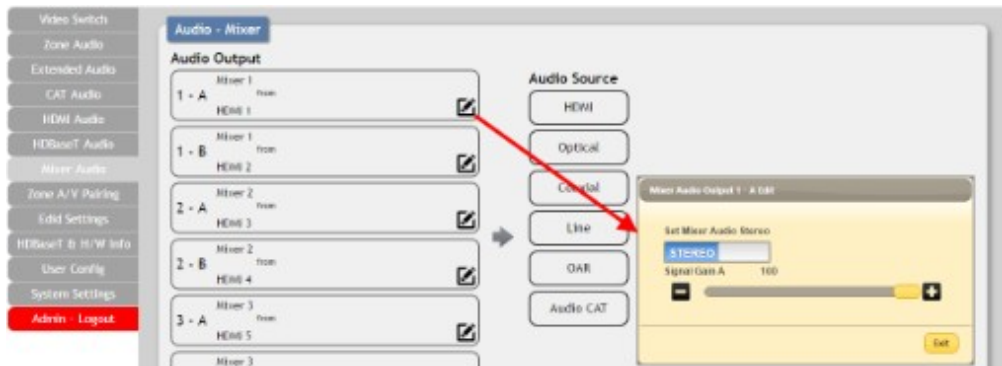 Video Switch
Zone Audio
Extended Audio
CAT Audio
HDMI Audio
HDBaseT Audio
Mixer Audio
Zone A/V Pairing
Edid Settings
HDBaseT & H/W Info
User Config
System Settings
Admin - Logout
Audio - Mixer
Audio Output
Mixer 1
1 - A from
HDMI 1
Mixer 1
1 - B from
HDMI 2
Mixer 2
2 - A from
HDMI 3
Mixer 2
2 - B from
HDMI 4
Mixer 3
3 - A from
HDMI 5
Mixer 3
Audio Source
HDMI
Optical
Coaxial
Line
OAR
Audio CAT
Mixer Audio Output 1 - A Edit
Set Mixer Audio Stereo
STEREO
Signal Gain A 100
Exit